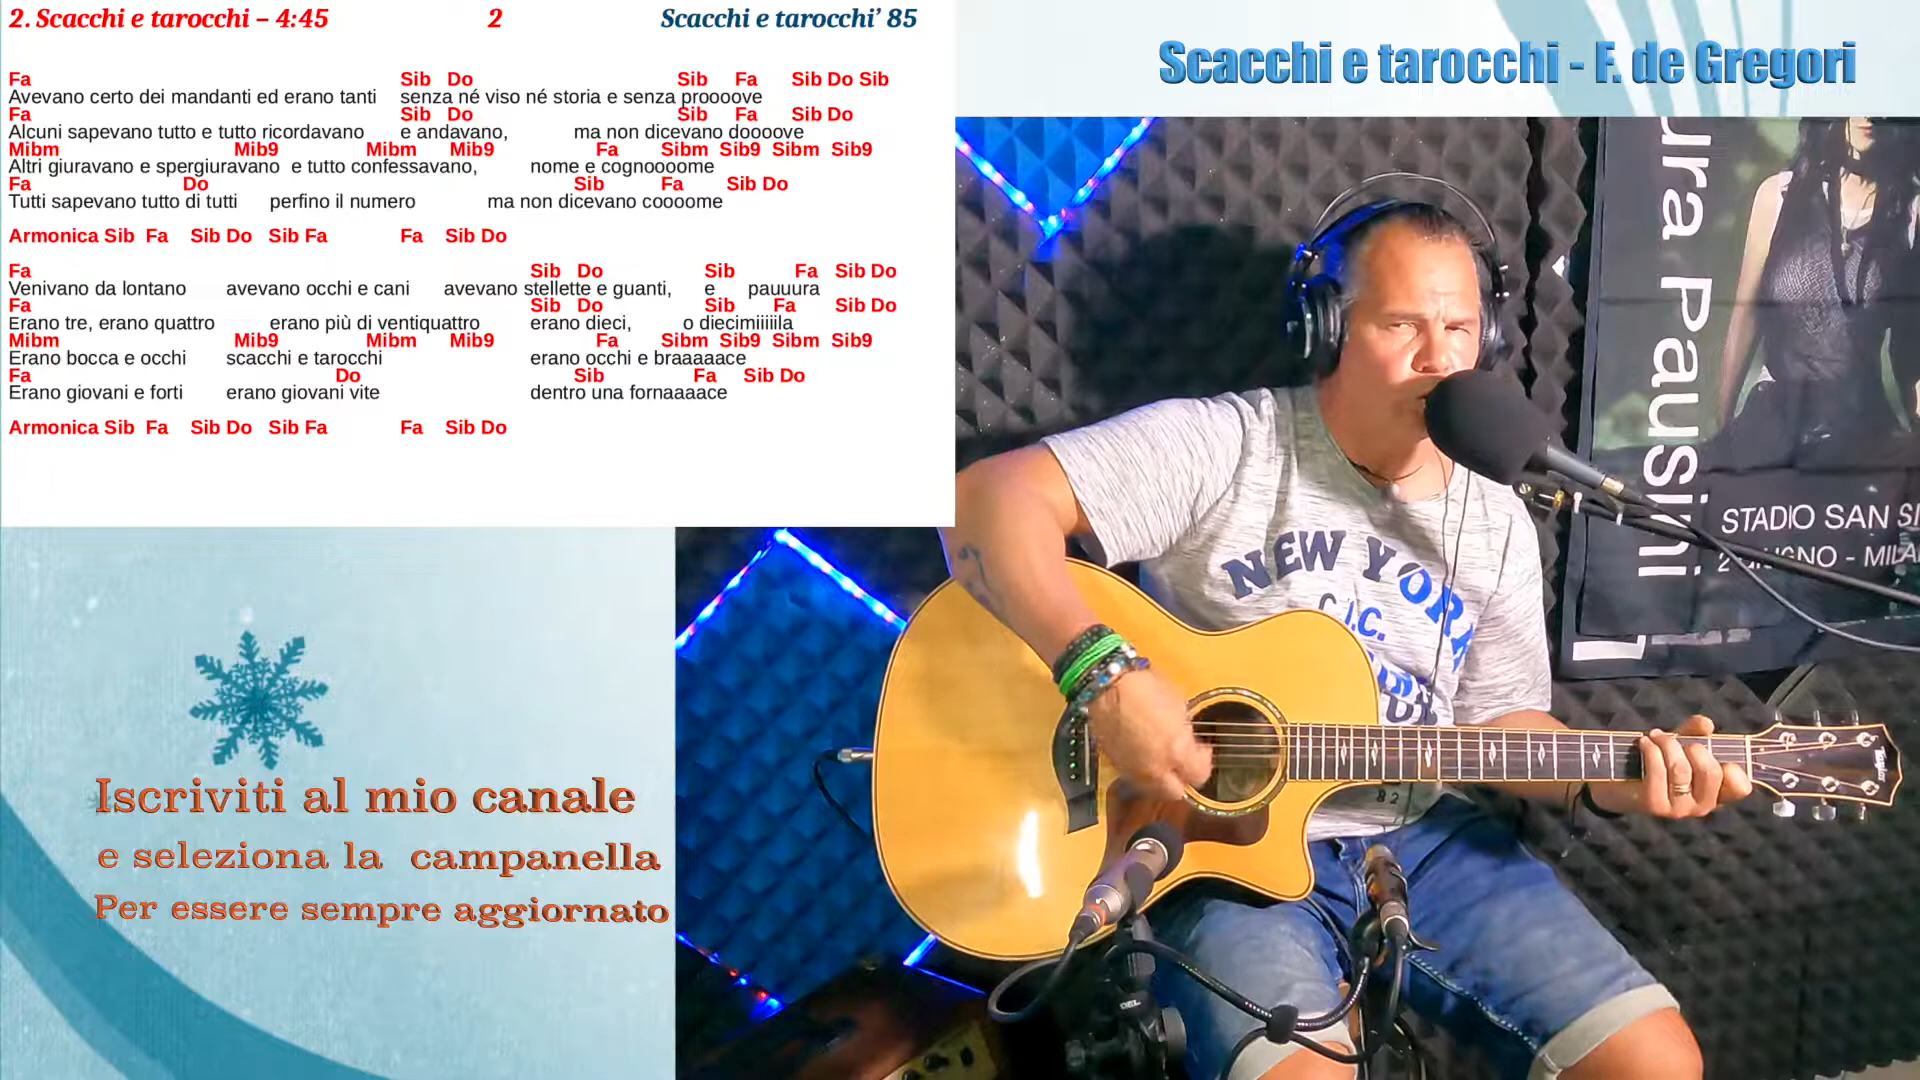 2. Scacchi e tarocchi – 4:45 2 Scacchi e tarocchi’ 85
Fa Sib Do Sib Fa Sib Do Sib
Avevano certo dei mandanti ed erano tanti senza né viso né storia e senza proooove
Fa Sib Do Sib Fa Sib Do
Alcuni sapevano tutto e tutto ricordavano e andavano, ma non dicevano doooove
Mibm Mib9 Mibm Mib9 Fa Sibm Sib9 Sibm Sib9
Altri giuravano e spergiuravano e tutto confessavano, nome e cognoooome
Fa Do Sib Fa Sib Do
Tutti sapevano tutto di tutti perfino il numero ma non dicevano coooome
Armonica Sib Fa Sib Do Sib Fa Fa Sib Do
Fa Sib Do Sib Fa Sib Do
Venivano da lontano avevano occhi e cani avevano stellette e guanti, e pauuura
Fa Sib Do Sib Fa Sib Do
Erano tre, erano quattro erano più di ventiquattro erano dieci, o diecimiiiiila
Mibm Mib9 Mibm Mib9 Fa Sibm Sib9 Sibm Sib9
Erano bocca e occhi scacchi e tarocchi erano occhi e braaaaace
Fa Do Sib Fa Sib Do
Erano giovani e forti erano giovani vite dentro una fornaaaace
Armonica Sib Fa Sib Do Sib Fa Fa Sib Do
Scacchi e tarocchi - F. de Gregori
ura Pausini
STADIO SAN
GIUGNO - MILA
NEW YORK
82
Taylor
Iscriviti al mio canale
e seleziona la campanella
Per essere sempre aggiornato